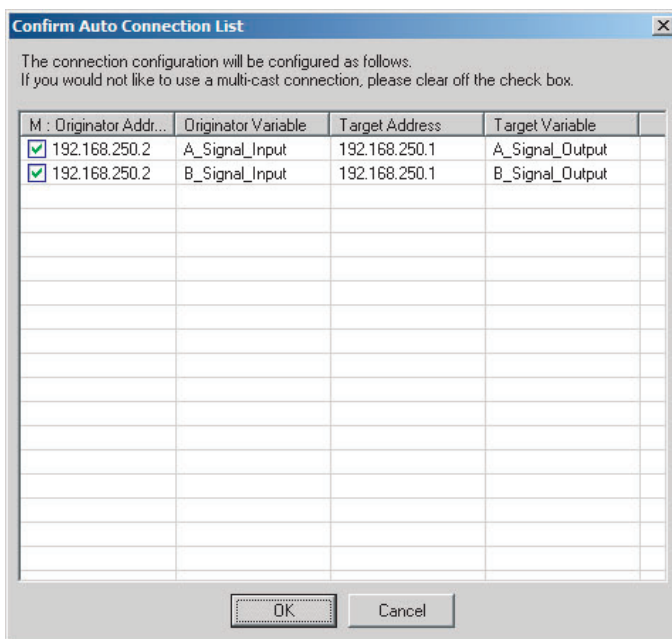 Confirm Auto Connection List
The connection configuration will be configured as follows.
If you would not like to use a multi-cast connection, please clear off the check box.
M : Originator Addr... Originator Variable Target Address Target Variable
192.168.250.2 A_Signal_Input 192.168.250.1 A_Signal_Output
192.168.250.2 B_Signal_Input 192.168.250.1 B_Signal_Output
OK Cancel